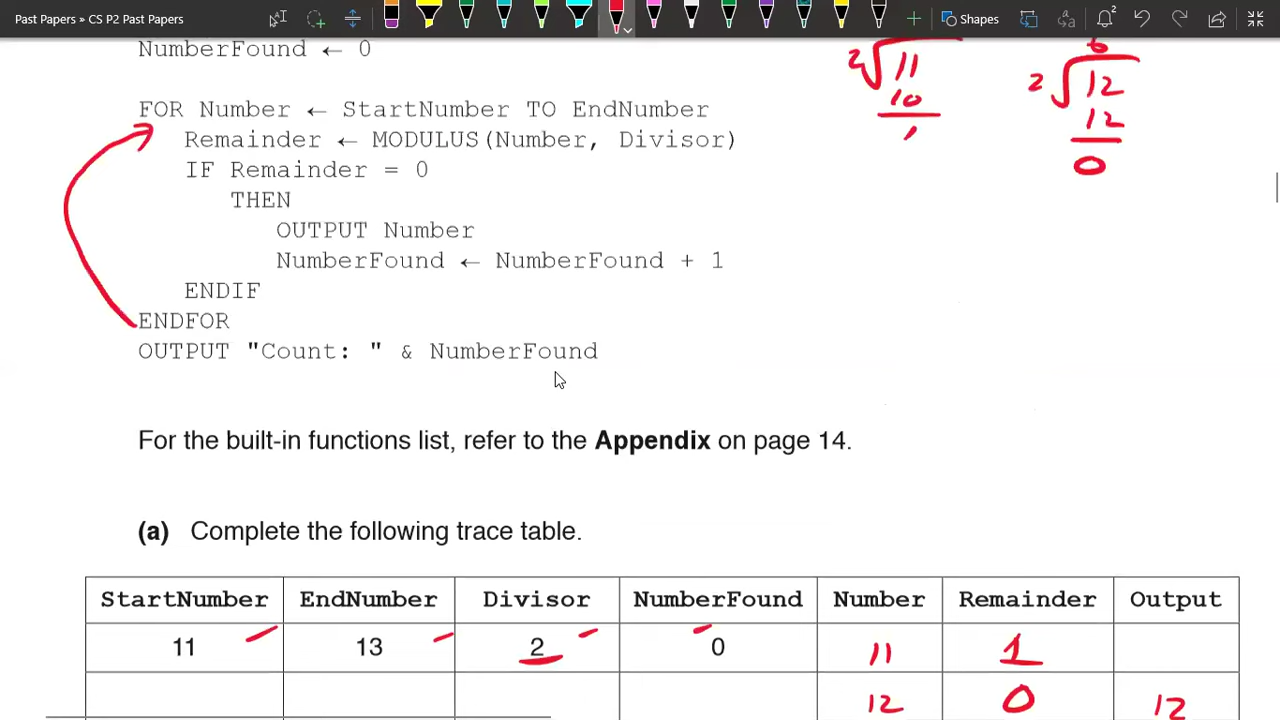 Past Papers » CS P2 Past Papers
Shapes
2
NumberFound ← 0
2 11
10
1
6
2 12
12
0
FOR Number ← StartNumber TO EndNumber
Remainder ← MODULUS(Number, Divisor)
IF Remainder = 0
THEN
OUTPUT Number
NumberFound ← NumberFound + 1
ENDIF
ENDFOR
OUTPUT "Count: " & NumberFound
For the built-in functions list, refer to the Appendix on page 14.
(a) Complete the following trace table.
StartNumber EndNumber Divisor NumberFound Number Remainder Output
11 13 2 0 11 1
12 0 12